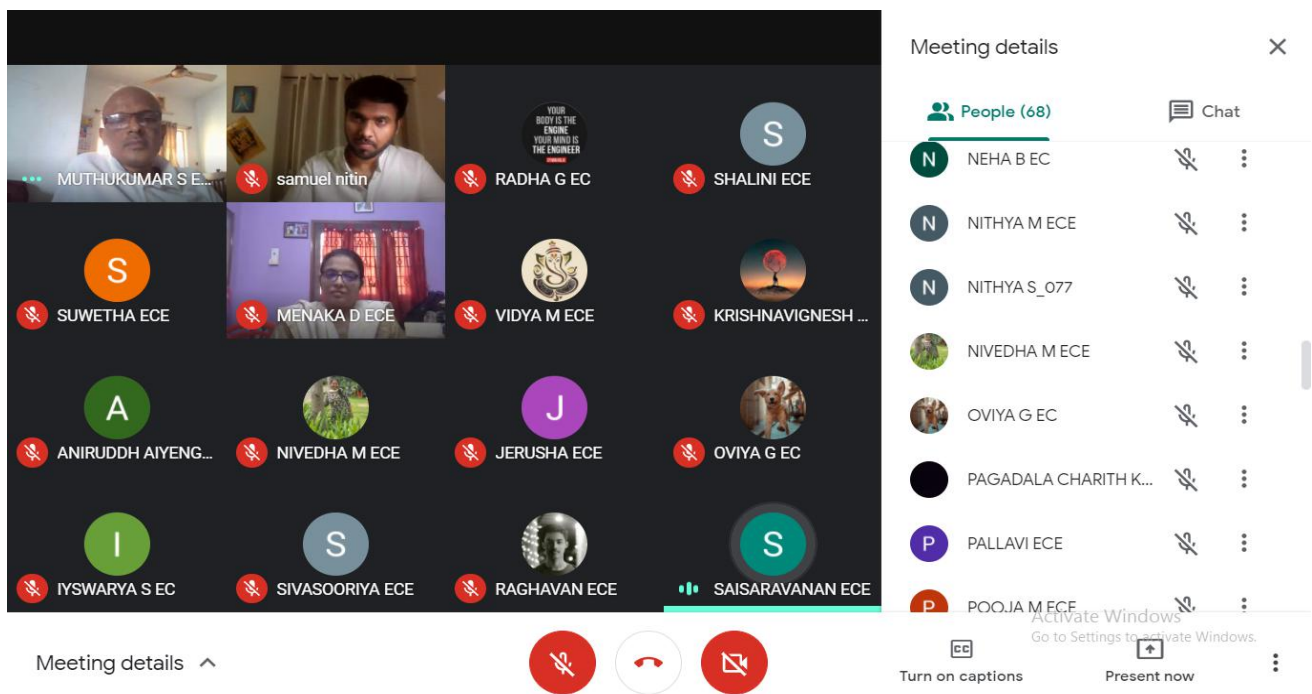 YOUR
BODY IS THE
ENGINE
YOUR MIND IS
THE ENGINEER
MUTHUKUMAR S E...
samuel nitin
RADHA G EC
S
SHALINI ECE
S
SUWETHA ECE
MENAKA D ECE
VIDYA M ECE
KRISHNAVIGNESH ...
A
ANIRUDDH AIYENG...
NIVEDHA M ECE
J
JERUSHA ECE
OVIYA G EC
I
IYSWARYA S EC
S
SIVASOORIYA ECE
RAGHAVAN ECE
S
SAISARAVANAN ECE
Meeting details
People (68)
Chat
N
NEHA B EC
N
NITHYA M ECE
N
NITHYA S_077
NIVEDHA M ECE
OVIYA G EC
PAGADALA CHARITH K...
P
PALLAVI ECE
P
POOJA M ECE
Activate Windows
Go to Settings to activate Windows.
Meeting details
CC
Turn on captions
Present now